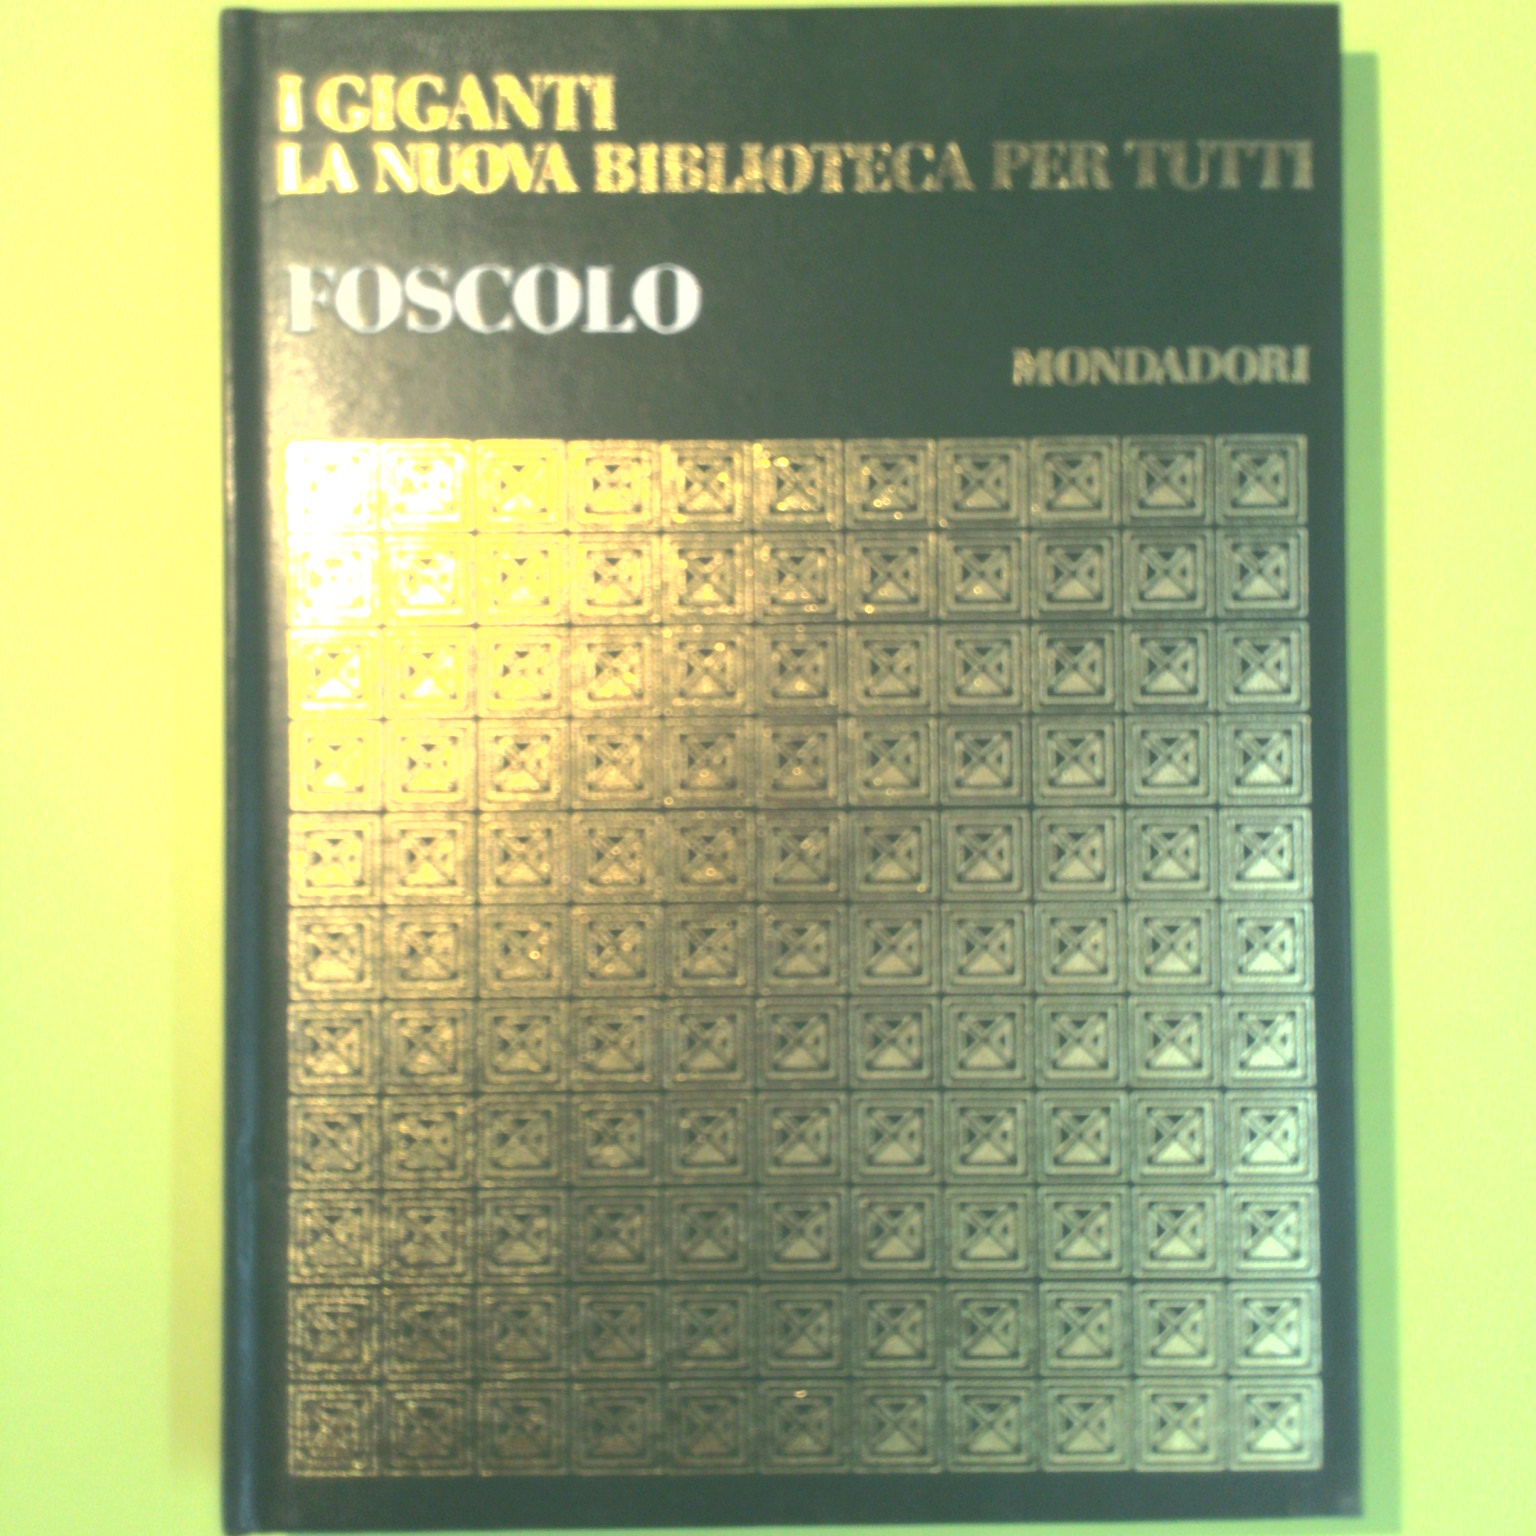 I GIGANTI
LA NUOVA BIBLIOTECA PER TUTTI
FOSCOLO
MONDADORI